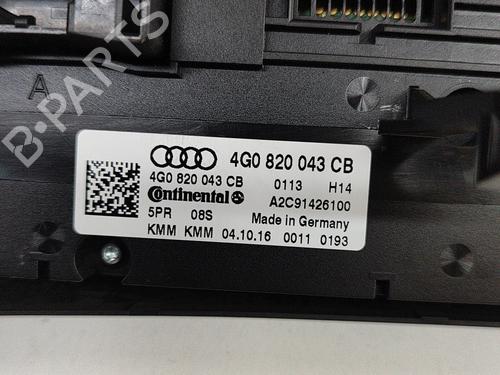 A
B-PARTS
4G0 820 043 CB
4G0 820 043 CB 0113 H14
Continental A2C91426100
5PR 08S Made in Germany
KMM KMM 04.10.16 0011 0193